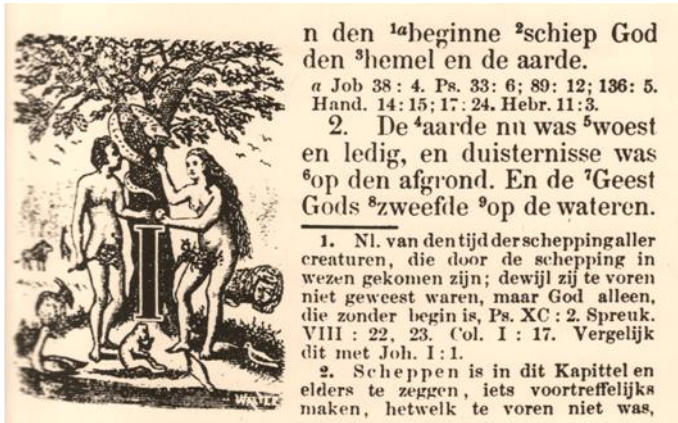 In den ¹ᵃbeginne ²schiep God
den ³hemel en de aarde.
a Job 38 : 4. Ps. 33 : 6; 89 : 12; 136 : 5.
Hand. 14 : 15; 17 : 24. Hebr. 11 : 3.
2. De ⁴aarde nu was ⁵woest
en ledig, en duisternisse was
⁶op den afgrond. En de ⁷Geest
Gods ⁸zweefde ⁹op de wateren.
1. Nl. van den tijd der schepping aller
creaturen, die door de schepping in
wezen gekomen zijn; dewijl zij te voren
niet geweest waren, maar God alleen,
die zonder begin is, Ps. XC : 2. Spreuk.
VIII : 22, 23. Col. I : 17. Vergelijk
dit met Joh. I : 1.
2. Scheppen is in dit Kapittel en
elders te zeggen, iets voortreffelijks
maken, hetwelk te voren niet was,